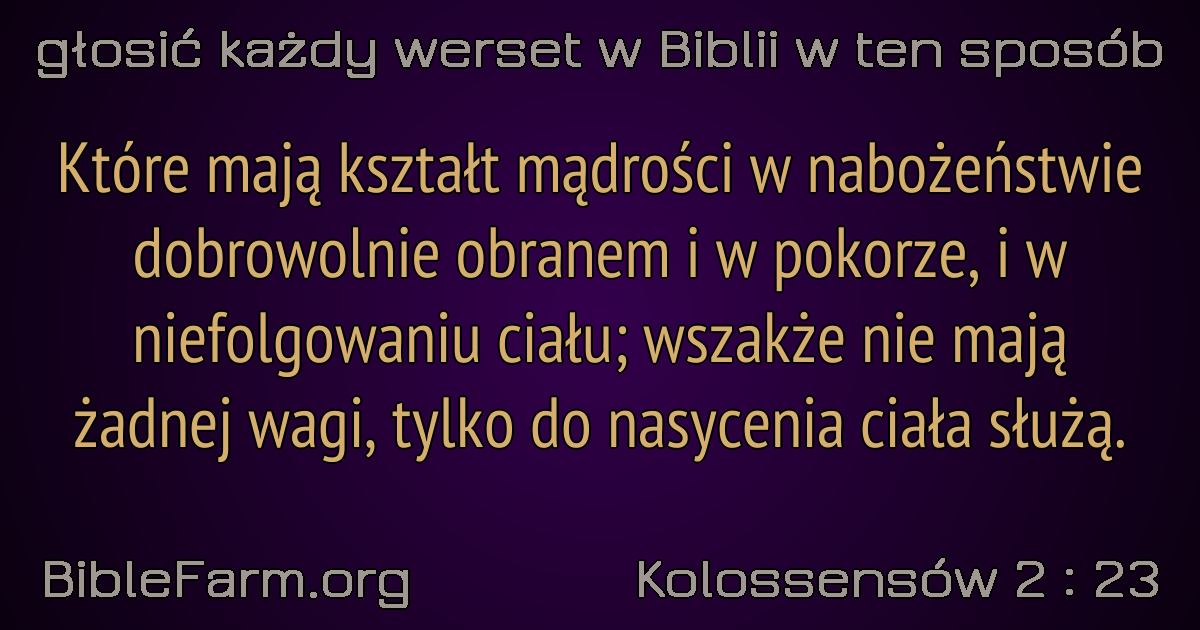 głosić każdy werset w Biblii w ten sposób
Które mają kształt mądrości w nabożeństwie
dobrowolnie obranem i w pokorze, i w
niefolgowaniu ciału; wszakże nie mają
żadnej wagi, tylko do nasycenia ciała służą.
BibleFarm.org
Kolossensów 2 : 23